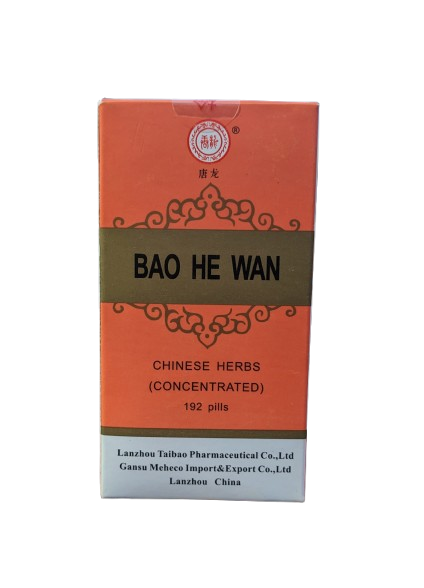 ®
唐龙
BAO HE WAN
CHINESE HERBS
(CONCENTRATED)
192 pills
Lanzhou Taibao Pharmaceutical Co.,Ltd
Gansu Meheco Import&Export Co.,Ltd
Lanzhou China